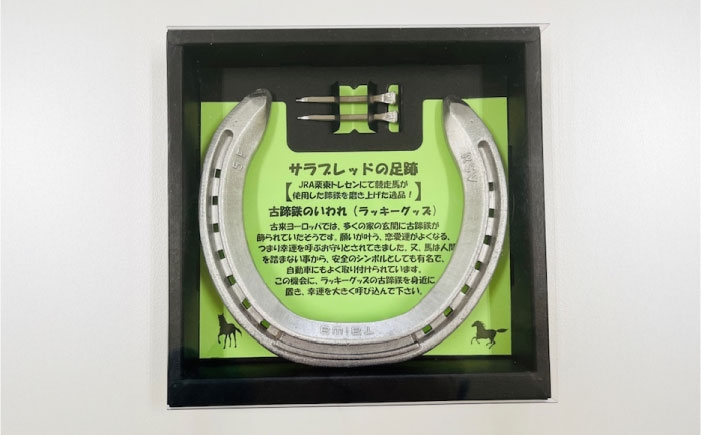 サラブレッドの足跡
JRA栗東トレセンにて競走馬が
使用した蹄鉄を磨き上げた逸品!
古蹄鉄のいわれ(ラッキーグッズ)
古来ヨーロッパでは、多くの家の玄関に古蹄鉄が
飾られていたそうです。願いが叶う、恋愛運がよくなる、
つまり幸運を呼ぶお守りとされてきました。又、馬は人間
を踏まない事から、安全のシンボルとしても有名で、
自動車にもよく取り付けられています。
この機会に、ラッキーグッズの古蹄鉄を身近に
置き、幸運を大きく呼び込んで下さい。